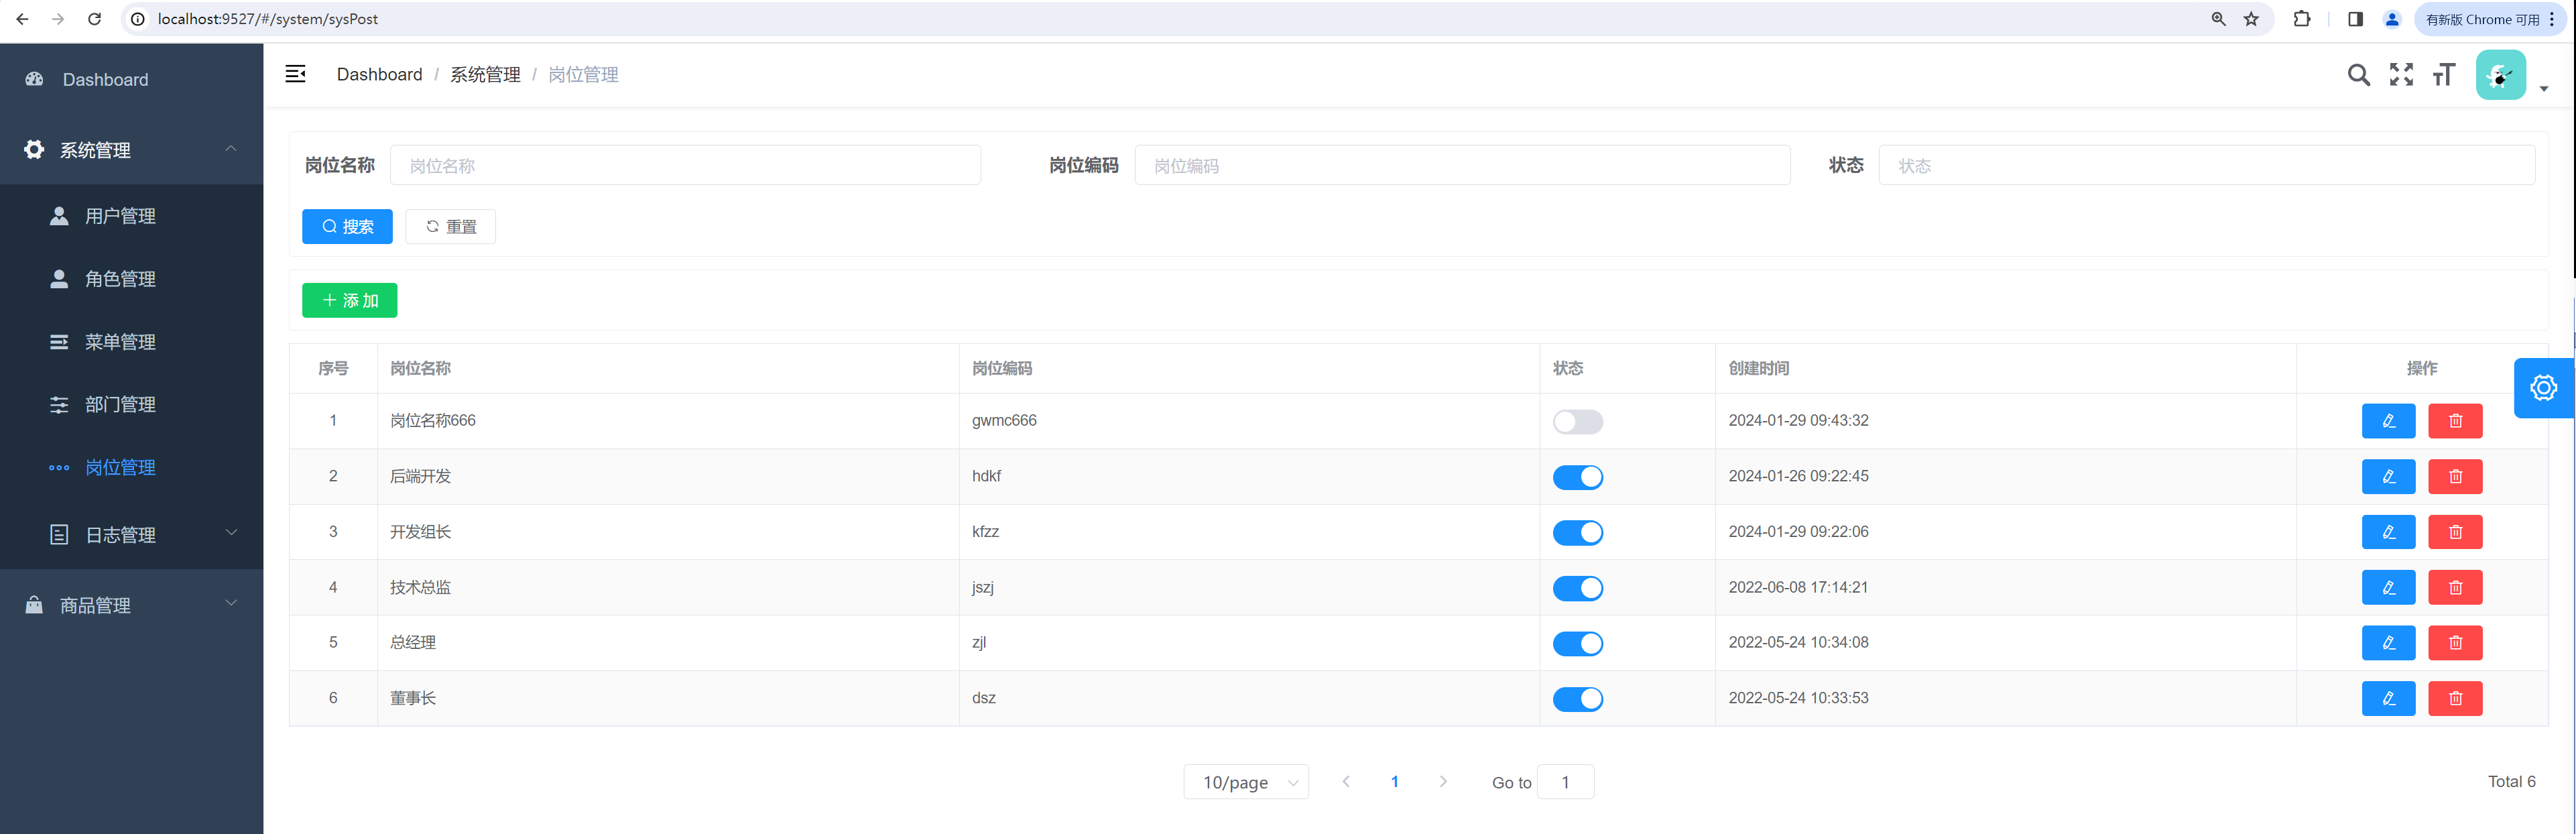 localhost:9527/#/system/sysPost
有新版 Chrome 可用
Dashboard
系统管理
用户管理
角色管理
菜单管理
部门管理
岗位管理
日志管理
商品管理
Dashboard / 系统管理 / 岗位管理
岗位名称 岗位名称 岗位编码 岗位编码 状态 状态
搜索 重置
添加
序号 岗位名称 岗位编码 状态 创建时间 操作
1 岗位名称666 gwmc666 2024-01-29 09:43:32
2 后端开发 hdkf 2024-01-26 09:22:45
3 开发组长 kfzz 2024-01-29 09:22:06
4 技术总监 jszj 2022-06-08 17:14:21
5 总经理 zjl 2022-05-24 10:34:08
6 董事长 dsz 2022-05-24 10:33:53
10/page 1 Go to 1 Total 6